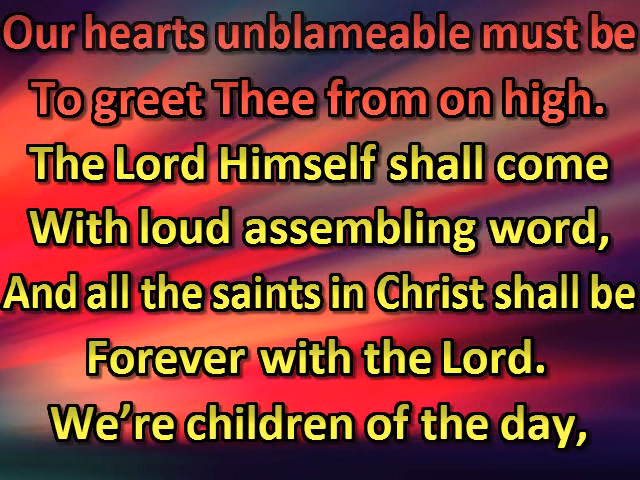 Our hearts unblameable must be
To greet Thee from on high.
The Lord Himself shall come
With loud assembling word,
And all the saints in Christ shall be
Forever with the Lord.
We’re children of the day,